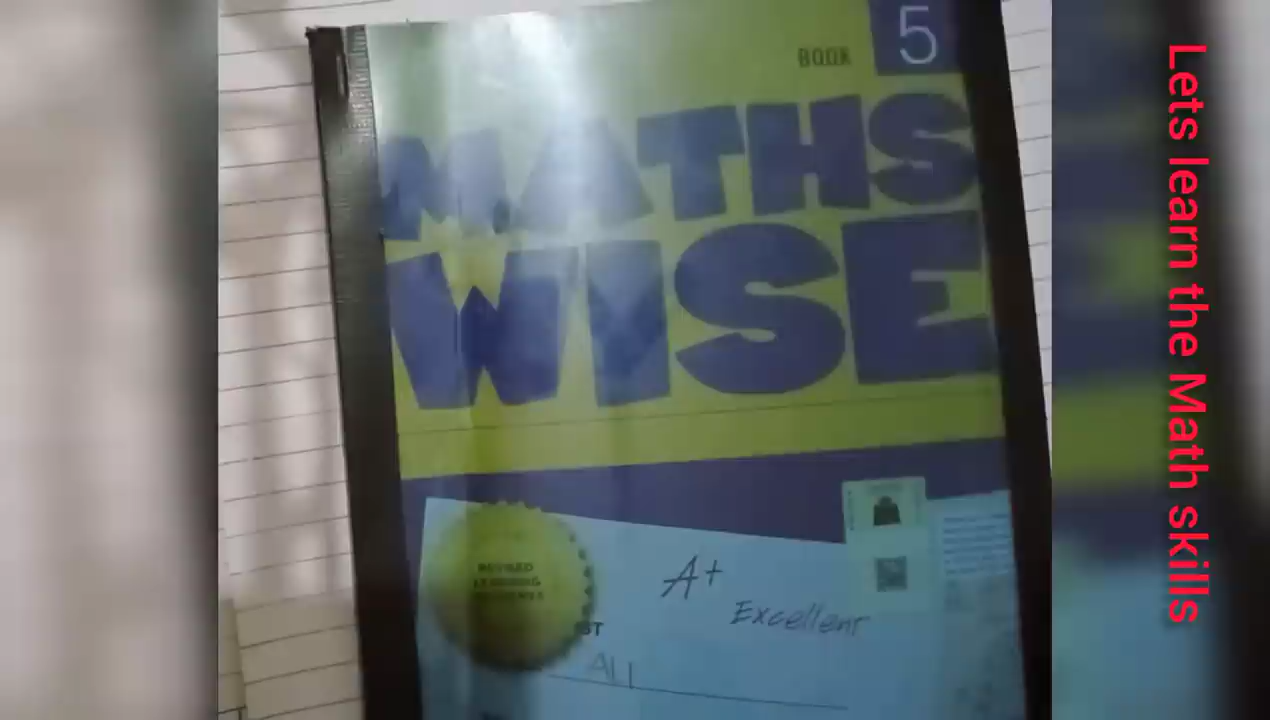 BOOK 5
MATHS
WISE
REVISED
LEARNING
A+
Excellent
ALI
Lets learn the Math skills